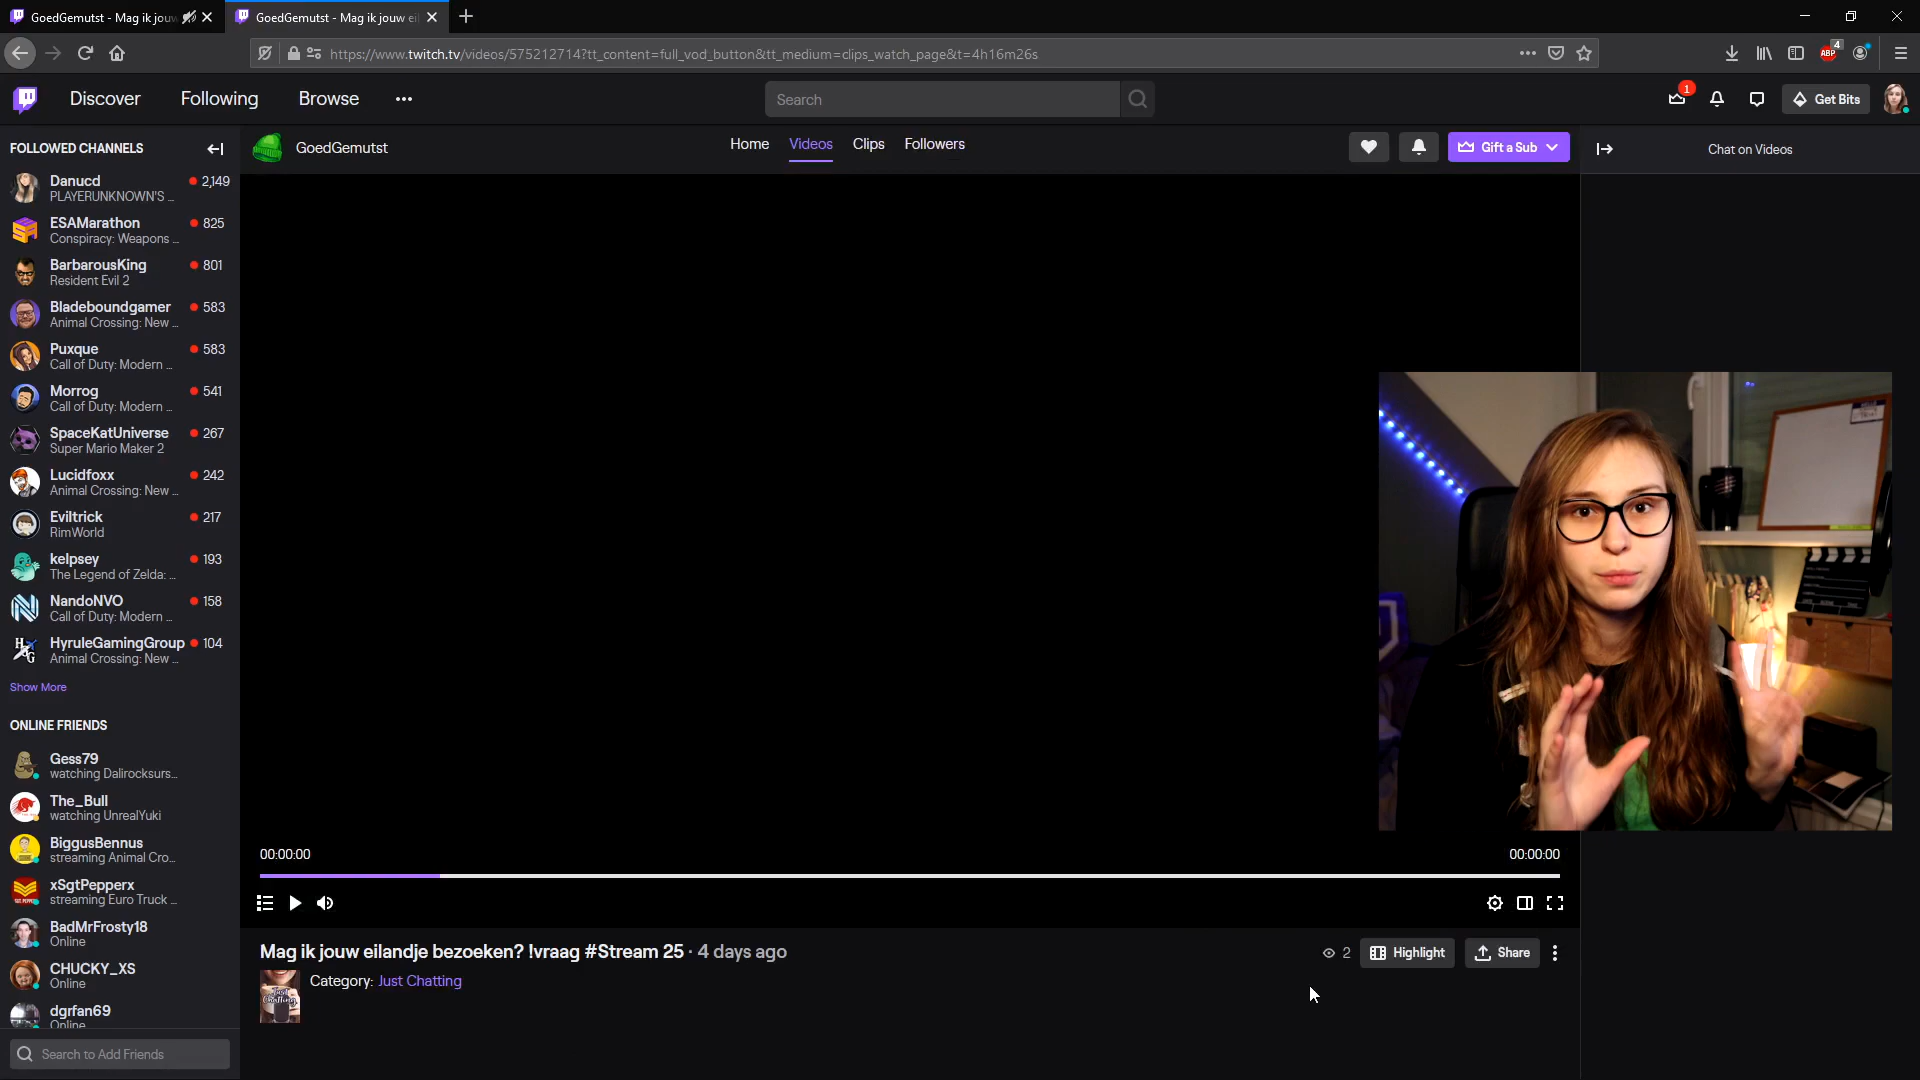 GoedGemutst - Mag ik jouw
GoedGemutst - Mag ik jouw ei
https://www.twitch.tv/videos/575212714?tt_content=full_vod_button&tt_medium=clips_watch_page&t=4h16m26s
ABP
4
Discover
Following
Browse
Search
1
Get Bits
FOLLOWED CHANNELS
GoedGemutst
Home
Videos
Clips
Followers
Gift a Sub
Chat on Videos
Danucd
2,149
PLAYERUNKNOWN'S ...
ESAMarathon
825
Conspiracy: Weapons ...
BarbarousKing
801
Resident Evil 2
Bladeboundgamer
583
Animal Crossing: New ...
Puxque
583
Call of Duty: Modern ...
Morrog
541
Call of Duty: Modern ...
SpaceKatUniverse
267
Super Mario Maker 2
Lucidfoxx
242
Animal Crossing: New ...
Eviltrick
217
RimWorld
kelpsey
193
The Legend of Zelda: ...
NandoNVO
158
Call of Duty: Modern ...
HyruleGamingGroup
104
Animal Crossing: New ...
Show More
ONLINE FRIENDS
Gess79
watching Dalirocksurs...
The_Bull
watching UnrealYuki
BiggusBennus
streaming Animal Cro...
xSgtPepperx
streaming Euro Truck ...
BadMrFrosty18
Online
CHUCKY_XS
Online
dgrfan69
Online
Search to Add Friends
00:00:00
00:00:00
Mag ik jouw eilandje bezoeken? !vraag #Stream 25 · 4 days ago
2
Highlight
Share
Category: Just Chatting